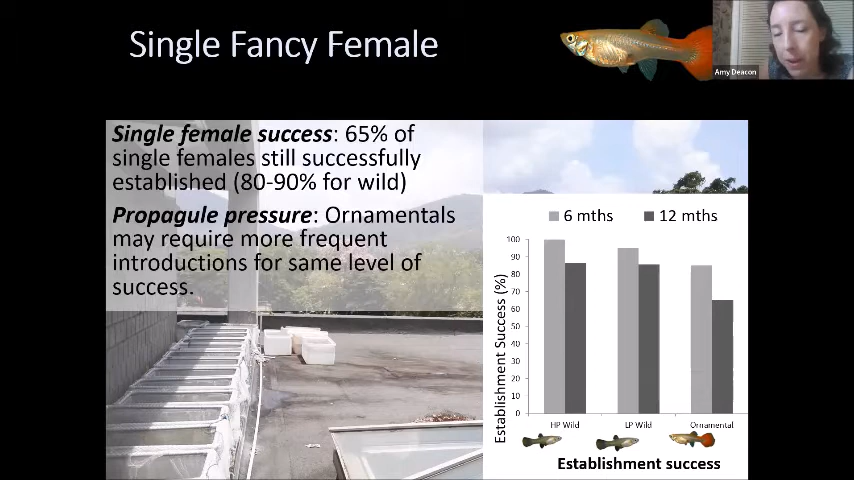 Single Fancy Female
Amy Deacon
Single female success: 65% of
single females still successfully
established (80-90% for wild)
Propagule pressure: Ornamentals
may require more frequent
introductions for same level of
success.
6 mths 12 mths
Establishment Success (%)
100
90
80
70
60
50
40
30
20
10
0
HP Wild LP Wild Ornamental
Establishment success